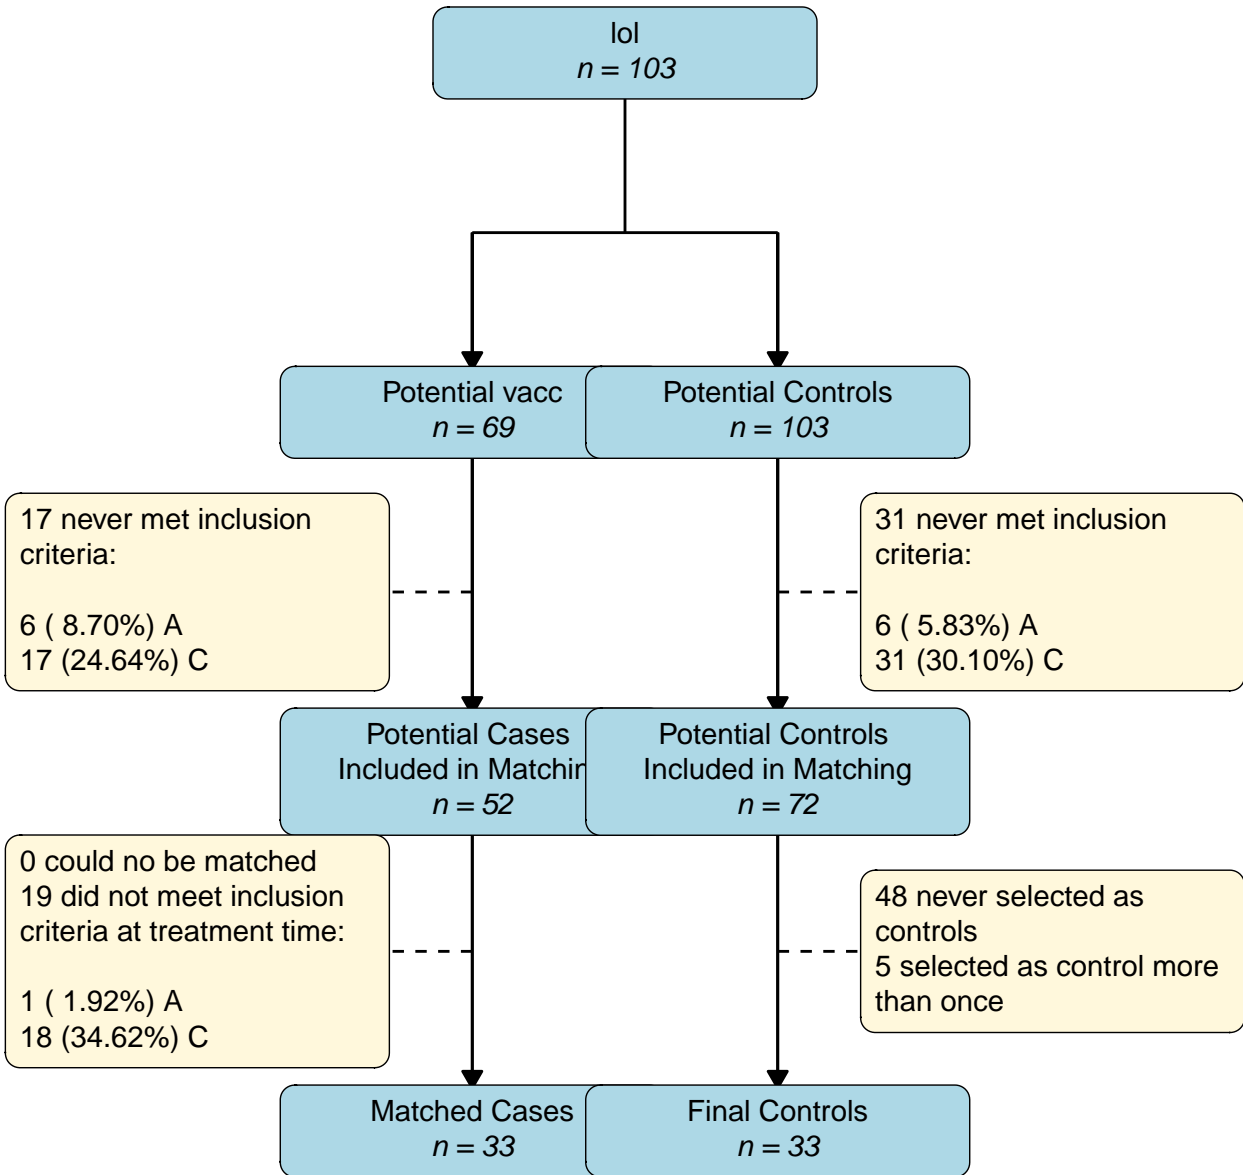 lol
n = 103
Potential vacc
n = 69
Potential Controls
n = 103
17 never met inclusion
criteria:
6 ( 8.70%) A
17 (24.64%) C
31 never met inclusion
criteria:
6 ( 5.83%) A
31 (30.10%) C
Potential Cases
Included in Matchin
n = 52
Potential Controls
Included in Matching
n = 72
0 could no be matched
19 did not meet inclusion
criteria at treatment time:
1 ( 1.92%) A
18 (34.62%) C
48 never selected as
controls
5 selected as control more
than once
Matched Cases
n = 33
Final Controls
n = 33